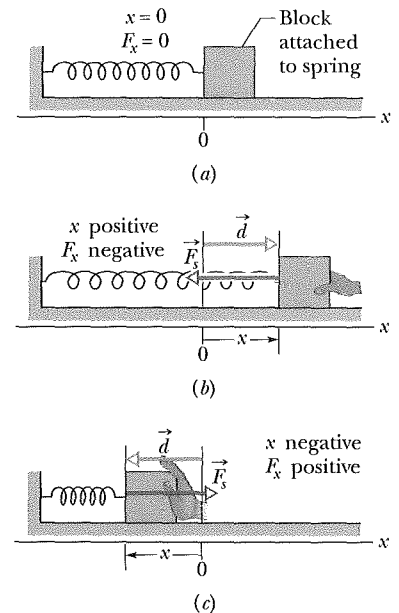 x = 0
F_x = 0
Block
attached
to spring
x
0
(a)
x positive
F_x negative
F_s
d
x
0
x
(b)
d
F_s
x negative
F_x positive
x
x
0
(c)